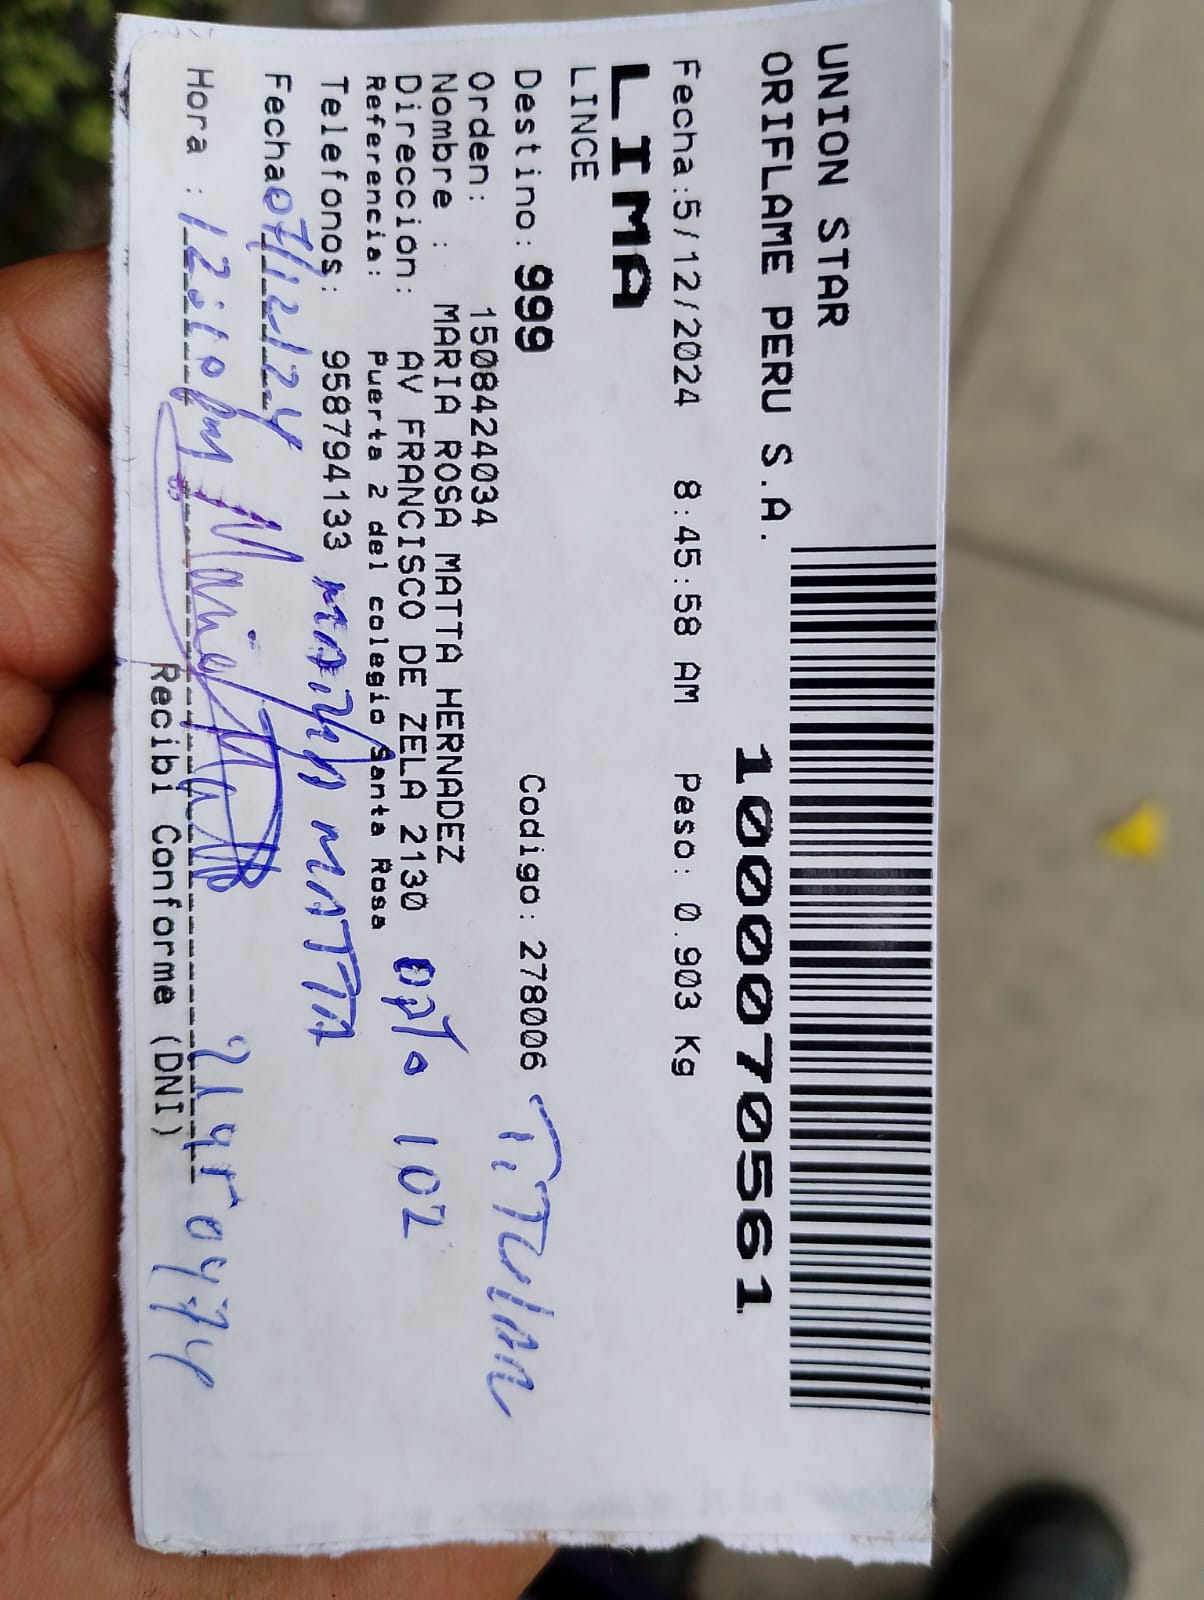 UNION STAR
ORIFLAME PERU S.A.
100070561
Fecha:5/12/2024 8:45:58 AM Peso: 0.903 Kg
LIMA
LINCE
Destino: 999 Codigo: 278006 TiTULAR
Orden: 1508424034
Nombre : MARIA ROSA MATTA HERNADEZ
Dirección: AV FRANCISCO DE ZELA 2130 DPTO 102
Referencia: Puerta 2 del colegio Santa Rosa
Telefonos: 958794133 MATTA
Fecha 07/12/24
Hora : 12:10 pm
Recibi Conforme (DNI)